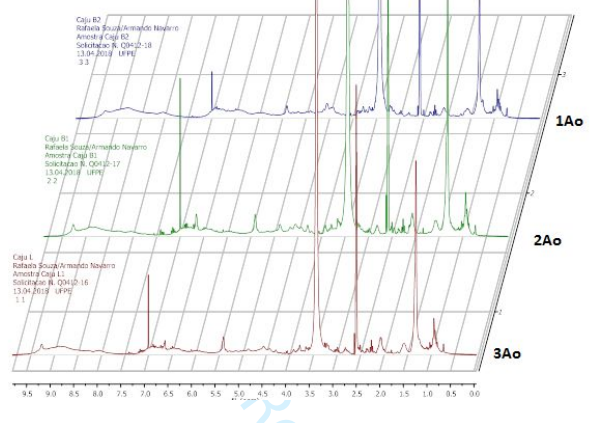 Caju B2
Rafaela Souza/Armando Navarro
Amostra Caju B2
Solicitacao N. Q0412-18
13.04.2018 UFPE
3 3
3
1Ao
Caju B1
Rafaela Souza/Armando Navarro
Amostra Caju B1
Solicitacao N. Q0412-17
13.04.2018 UFPE
2 2
2
2Ao
Caju L
Rafaela Souza/Armando Navarro
Amostra Caju L1
Solicitacao N. Q0412-16
13.04.2018 UFPE
1 1
1
3Ao
9.5 9.0 8.5 8.0 7.5 7.0 6.5 6.0 5.5 5.0 4.5 4.0 3.5 3.0 2.5 2.0 1.5 1.0 0.5 0.0